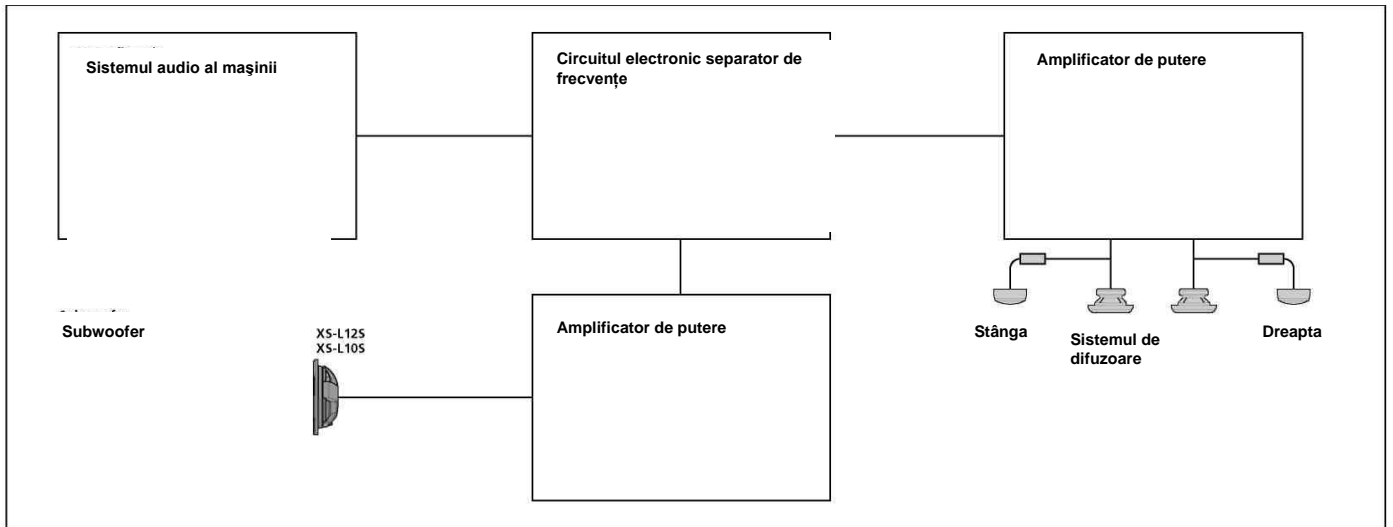 Sistemul audio al maşinii
Circuitul electronic separator de
frecvențe
Amplificator de putere
Stânga
Sistemul de
difuzoare
Dreapta
Subwoofer
XS-L12S
XS-L10S
Amplificator de putere